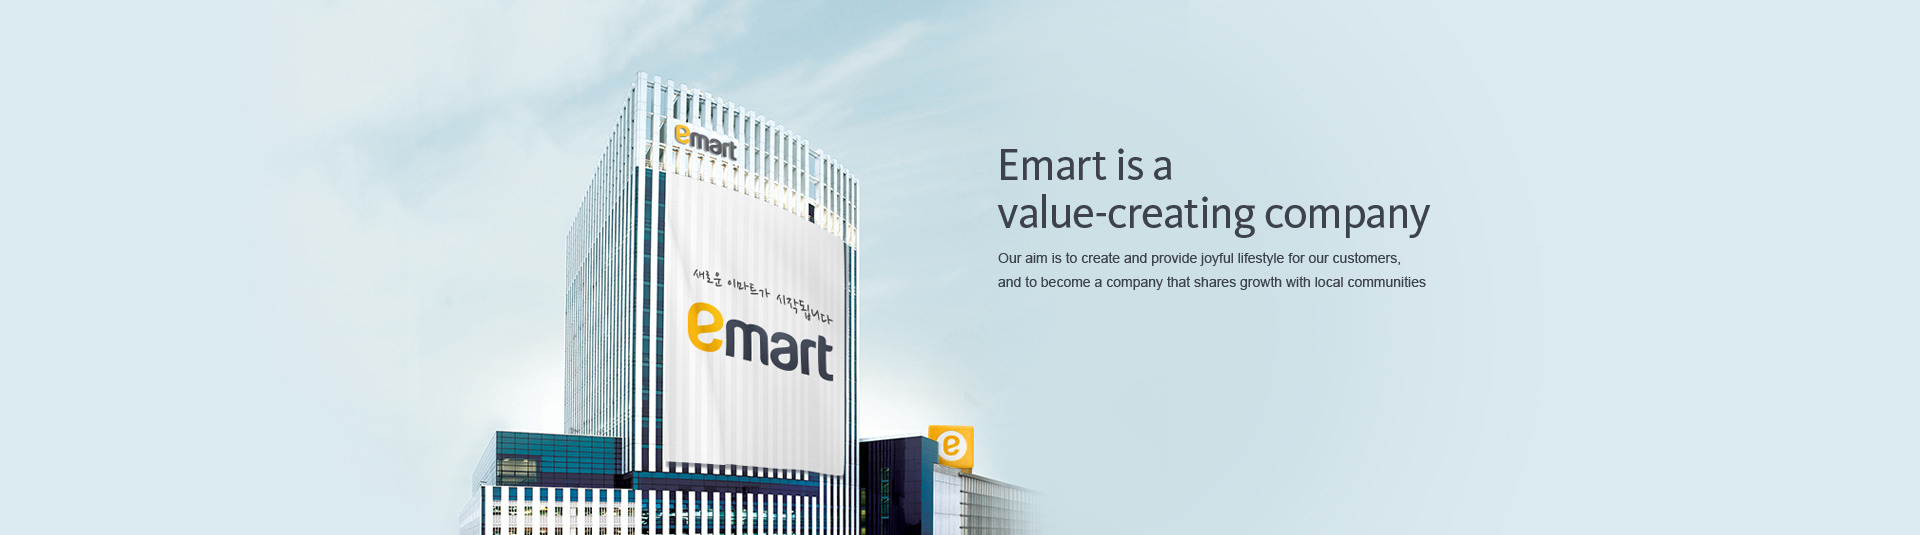 emart
새로운 이마트가 시작됩니다
emart
e
Emart is a
value-creating company
Our aim is to create and provide joyful lifestyle for our customers,
and to become a company that shares growth with local communities